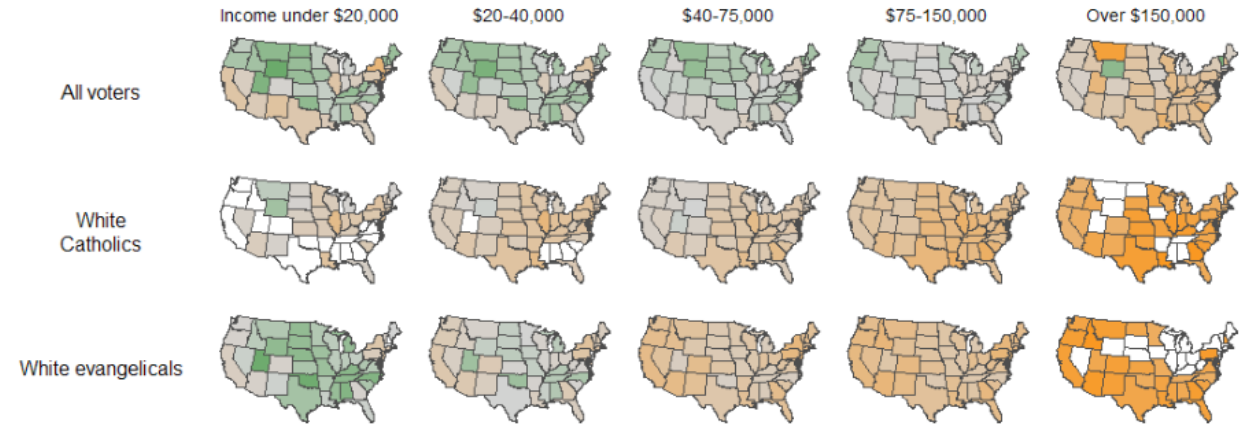 Income under $20,000 $20-40,000 $40-75,000 $75-150,000 Over $150,000
All voters
White
Catholics
White evangelicals